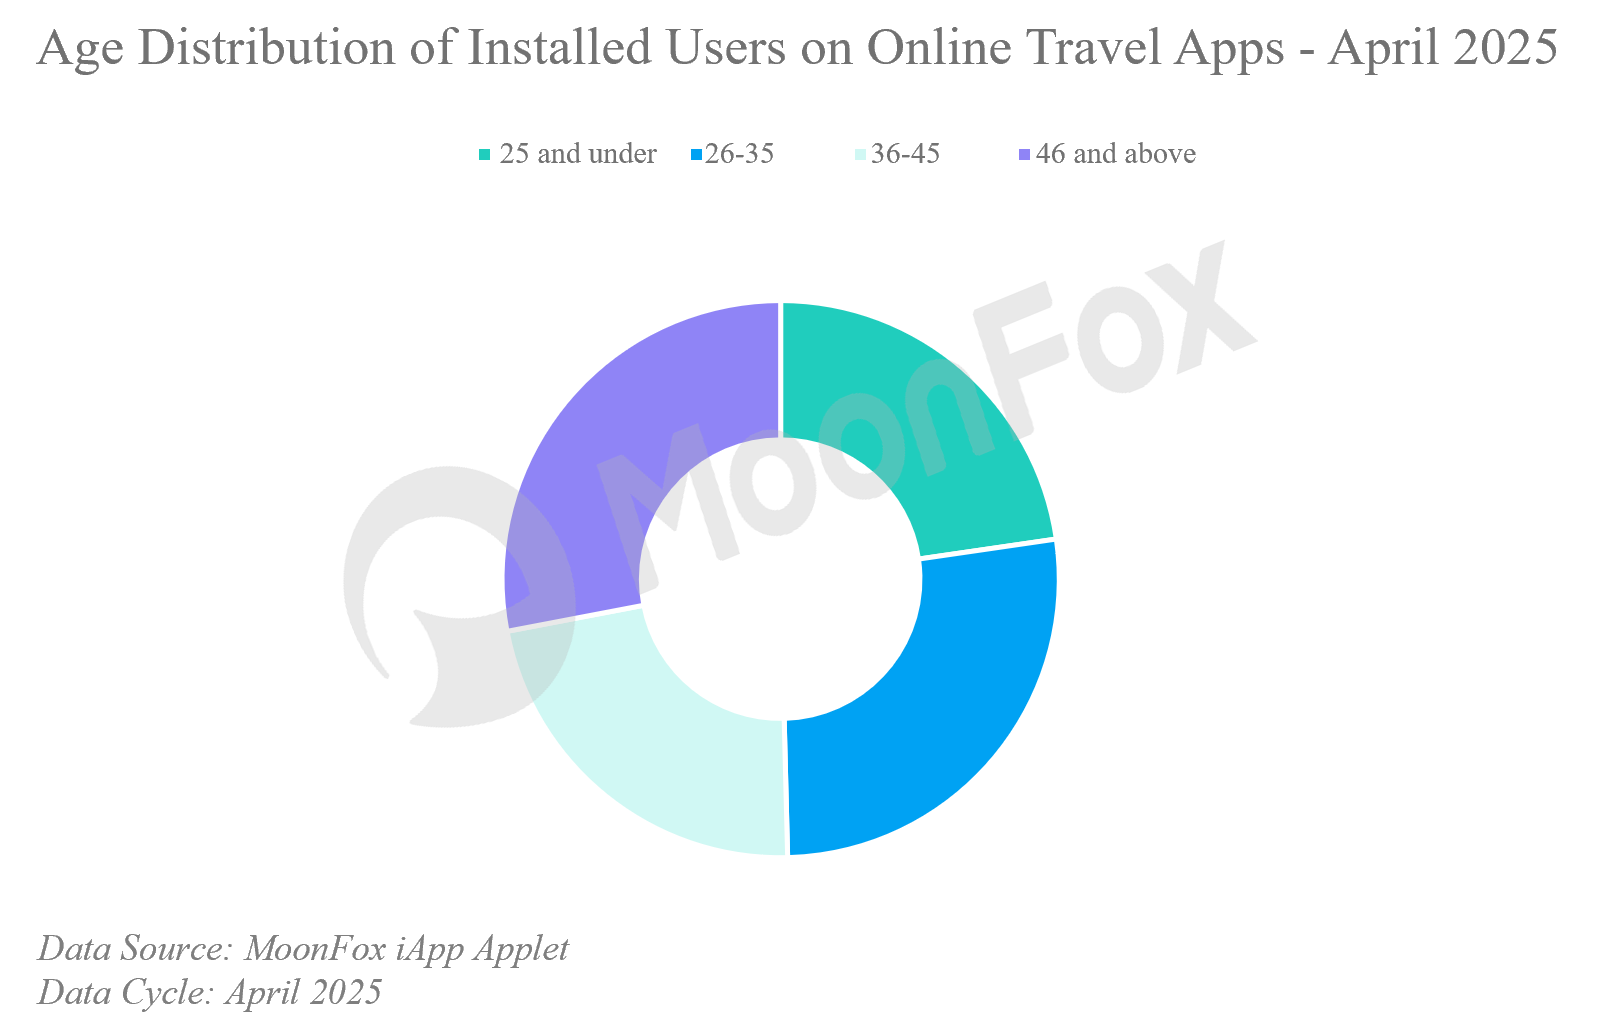 Age Distribution of Installed Users on Online Travel Apps - April 2025
25 and under 26-35 36-45 46 and above
MoonFox
Data Source: MoonFox iApp Applet
Data Cycle: April 2025